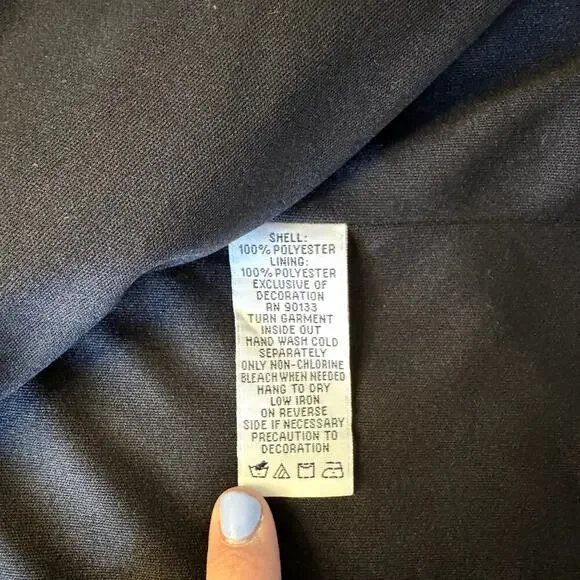 SHELL:
100% POLYESTER
LINING:
100% POLYESTER
EXCLUSIVE OF
DECORATION
RN 90133
TURN GARMENT
INSIDE OUT
HAND WASH COLD
SEPARATELY
ONLY NON-CHLORINE
BLEACH WHEN NEEDED
HANG TO DRY
LOW IRON
ON REVERSE
SIDE IF NECESSARY
PRECAUTION TO
DECORATION